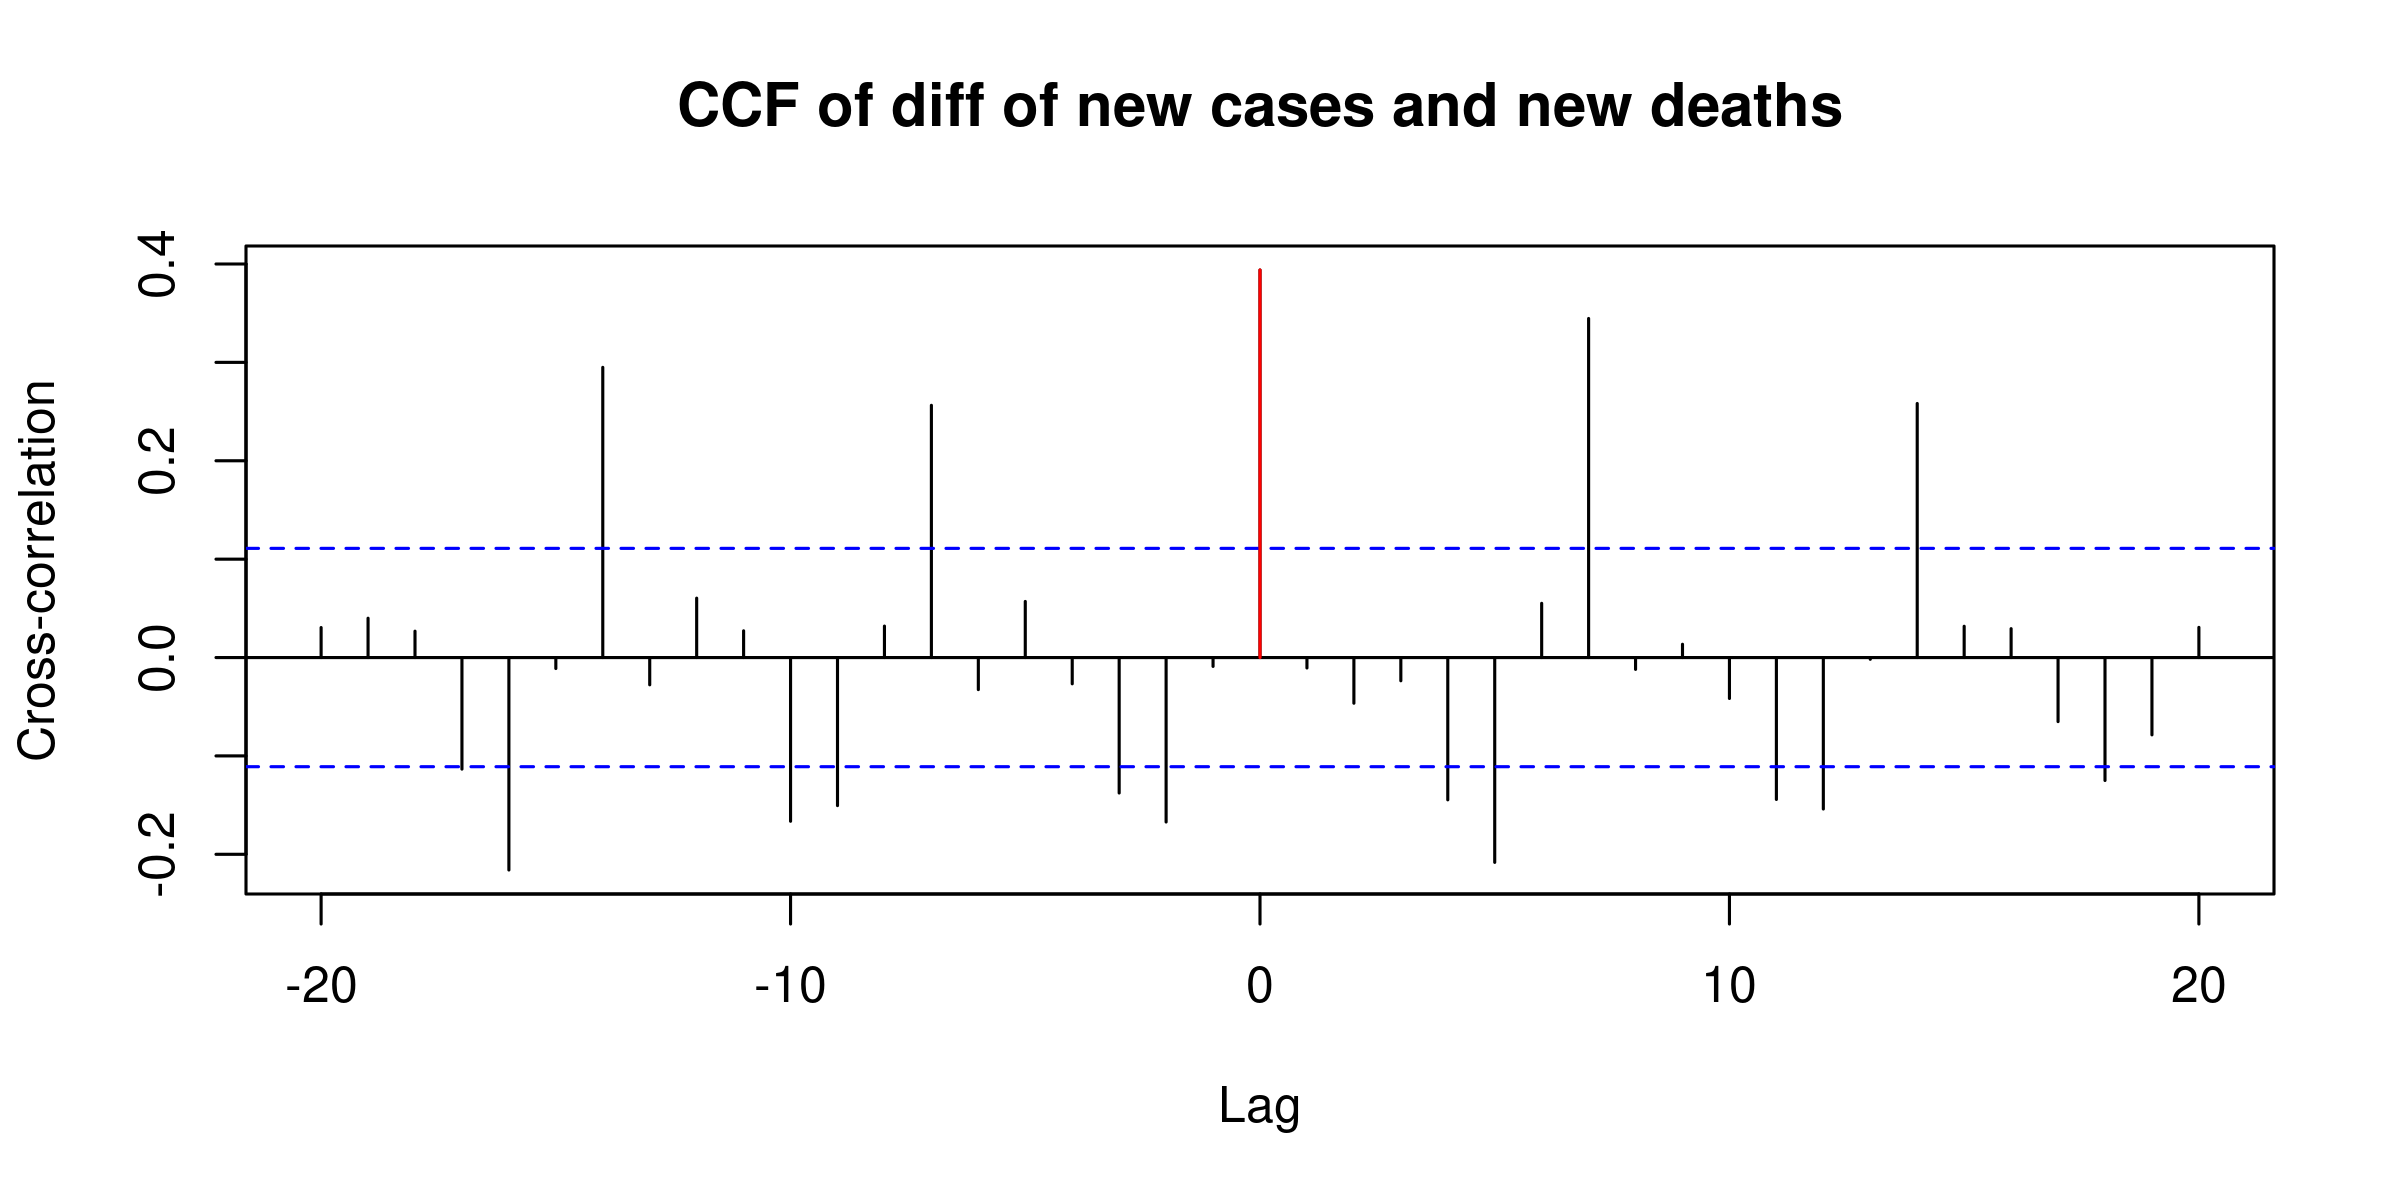 CCF of diff of new cases and new deaths
Cross-correlation
0.4
0.2
0.0
-0.2
-20 -10 0 10 20
Lag